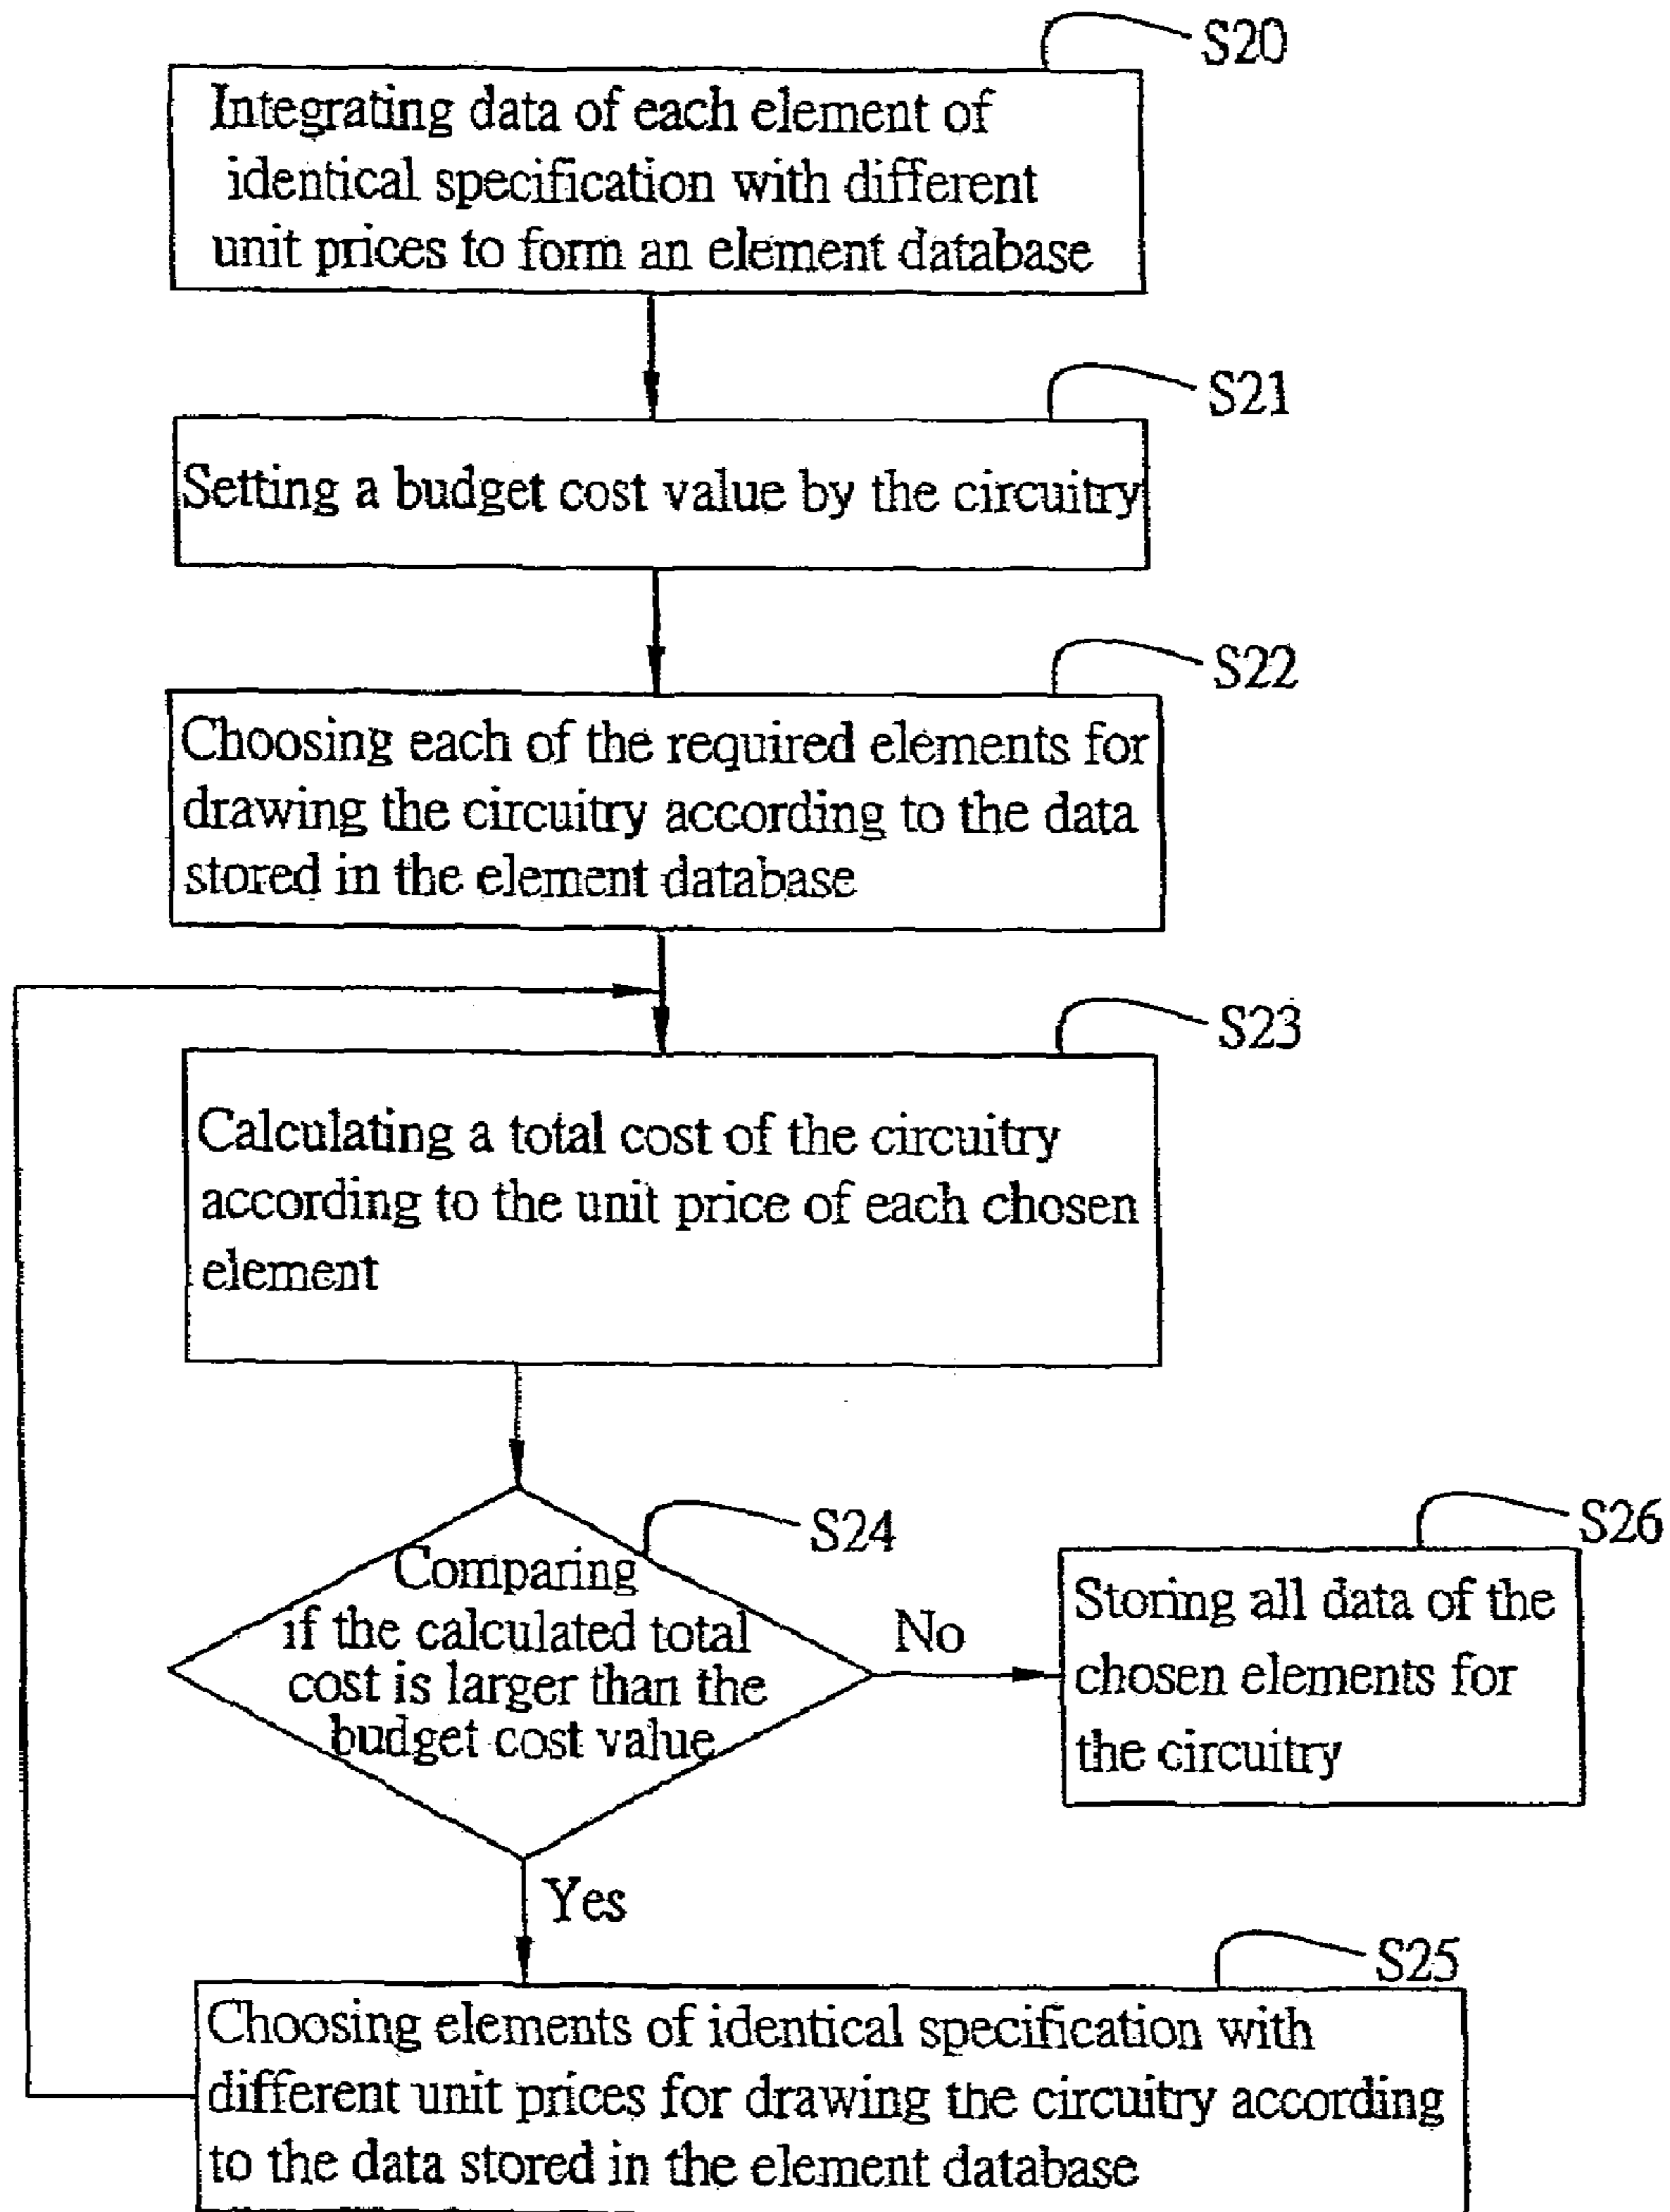 S20
Integrating data of each element of
identical specification with different
unit prices to form an element database
S21
Setting a budget cost value by the circuitry
S22
Choosing each of the required elements for
drawing the circuitry according to the data
stored in the element database
S23
Calculating a total cost of the circuitry
according to the unit price of each chosen
element
S24
Comparing
if the calculated total
cost is larger than the
budget cost value
No
S26
Storing all data of the
chosen elements for
the circuitry
Yes
S25
Choosing elements of identical specification with
different unit prices for drawing the circuitry according
to the data stored in the element database